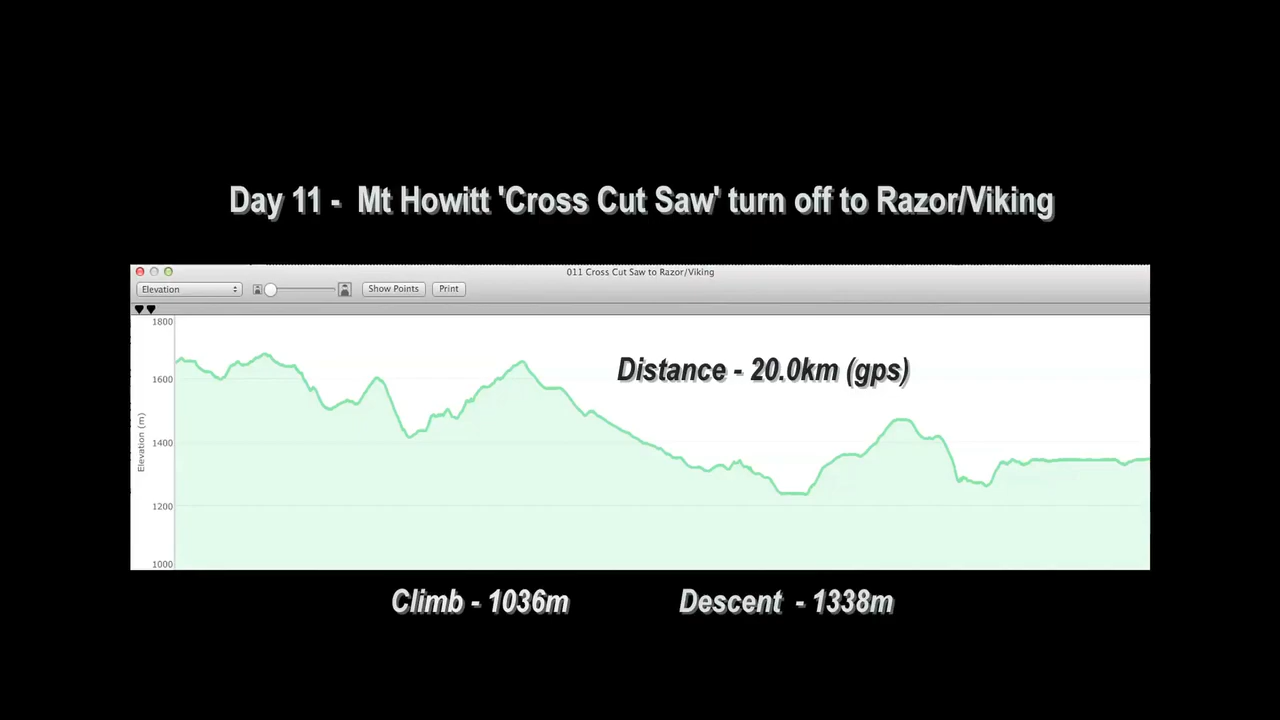 Day 11 -  Mt Howitt 'Cross Cut Saw' turn off to Razor/Viking
011 Cross Cut Saw to Razor/Viking
Elevation
Show Points
Print
1800
Distance - 20.0km (gps)
1600
Elevation (m)
1400
1200
1000
Climb - 1036m
Descent  - 1338m